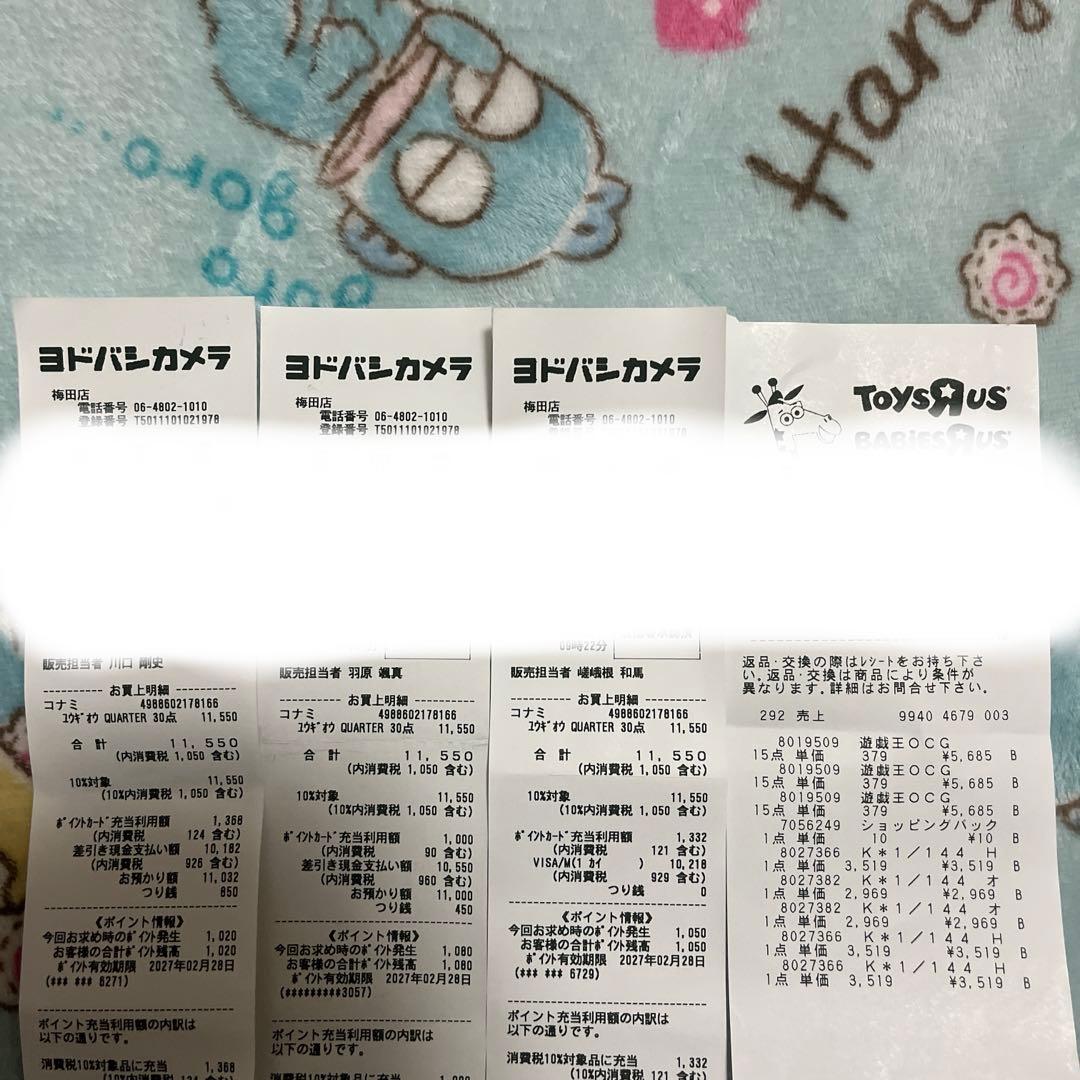 Han
goro...
goro
ヨドバシカメラ
梅田店
電話番号 06-4802-1010
登録番号 T5011101021978
販売担当者 川口 剛史
お買上明細
コナミ 4988602178166
ﾕｳｷﾞｵｳ QUARTER 30点 11,550
合 計 11,550
(内消費税 1,050 含む)
10%対象 11,550
(10%内消費税 1,050 含む)
ﾎﾟｲﾝﾄｶｰﾄﾞ充当利用額 1,368
(内消費税 124 含む)
差引き現金支払い額 10,182
(内消費税 926 含む)
お預かり額 11,032
つり銭 850
《ポイント情報》
今回お求め時のﾎﾟｲﾝﾄ発生 1,020
お客様の合計ﾎﾟｲﾝﾄ残高 1,020
ﾎﾟｲﾝﾄ有効期限 2027年02月28日
(*** *** 6271)
ポイント充当利用額の内訳は
以下の通りです。
消費税10%対象品に充当 1,368
ヨドバシカメラ
梅田店
電話番号 06-4802-1010
登録番号 T5011101021978
販売担当者 羽原 颯真
お買上明細
コナミ 4988602178166
ﾕｳｷﾞｵｳ QUARTER 30点 11,550
合 計 11,550
(内消費税 1,050 含む)
10%対象 11,550
(10%内消費税 1,050 含む)
ﾎﾟｲﾝﾄｶｰﾄﾞ充当利用額 1,000
(内消費税 90 含む)
差引き現金支払い額 10,550
(内消費税 960 含む)
お預かり額 11,000
つり銭 450
《ポイント情報》
今回お求め時のﾎﾟｲﾝﾄ発生 1,080
お客様の合計ﾎﾟｲﾝﾄ残高 1,080
ﾎﾟｲﾝﾄ有効期限 2027年02月28日
(*********3057)
ポイント充当利用額の内訳は
以下の通りです。
ヨドバシカメラ
梅田店
電話番号 06-4802-1010
09時22分
販売担当者 嵯峨根 和馬
お買上明細
コナミ 4988602178166
ﾕｳｷﾞｵｳ QUARTER 30点 11,550
合 計 11,550
(内消費税 1,050 含む)
10%対象 11,550
(10%内消費税 1,050 含む)
ﾎﾟｲﾝﾄｶｰﾄﾞ充当利用額 1,332
(内消費税 121 含む)
VISA/M(1 ｶｲ ) 10,218
(内消費税 929 含む)
つり銭 0
《ポイント情報》
今回お求め時のﾎﾟｲﾝﾄ発生 1,050
お客様の合計ﾎﾟｲﾝﾄ残高 1,050
ﾎﾟｲﾝﾄ有効期限 2027年02月28日
(*** *** 6729)
ポイント充当利用額の内訳は
以下の通りです。
消費税10%対象品に充当 1,332
(10%内消費税 121 含む)
TOYSЯUS
BABIESЯUS
返品・交換の際はﾚｼｰﾄをお持ち下さ
い。返品・交換は商品により条件が
異なります。詳細はお問合せ下さい。
292 売上 9940 4679 003
8019509 遊戯王OCG
15点 単価 379 ¥5,685 B
8019509 遊戯王OCG
15点 単価 379 ¥5,685 B
8019509 遊戯王OCG
15点 単価 379 ¥5,685 B
7056249 ショッピングバック
1点 単価 10 ¥10 B
8027366 K*1/144 H
1点 単価 3,519 ¥3,519 B
8027382 K*1/144 オ
1点 単価 2,969 ¥2,969 B
8027382 K*1/144 オ
1点 単価 2,969 ¥2,969 B
8027366 K*1/144 H
1点 単価 3,519 ¥3,519 B
8027366 K*1/144 H
1点 単価 3,519 ¥3,519 B